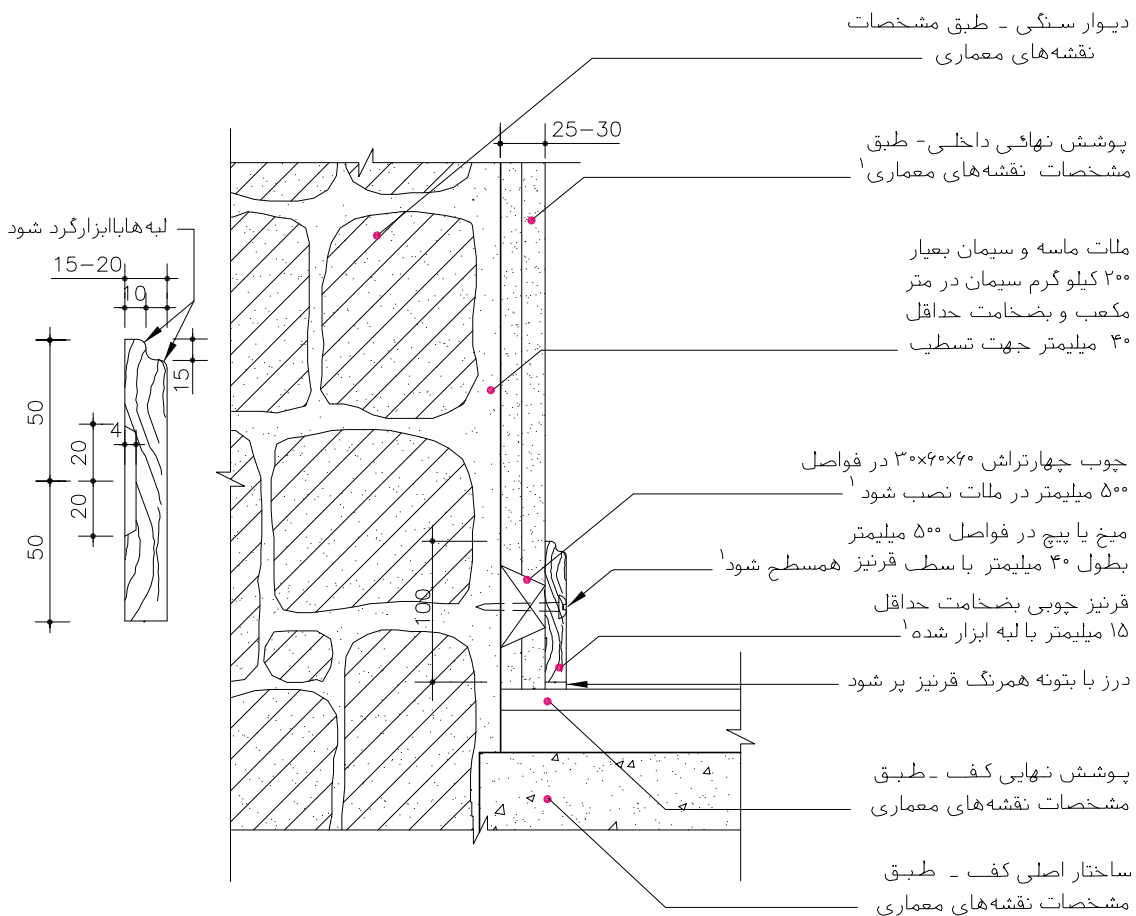 دیوار سنگی - طبق مشخصات
نقشه‌های معماری
25-30
پوشش نهائی داخلی - طبق
مشخصات نقشه‌های معماری۱
لبه‌ها با ابزار گرد شود
15-20
10
ملات ماسه و سیمان بعیار
۲۰۰ کیلو گرم سیمان در متر
مکعب و بضخامت حداقل
۴۰ میلیمتر جهت تسطیح
15
50
4
20
20
50
چوب چهارتراش ۶۰×۶۰×۳۰ در فواصل
۵۰۰ میلیمتر در ملات نصب شود۱
میخ یا پیچ در فواصل ۵۰۰ میلیمتر
بطول ۴۰ میلیمتر با سطح قرنیز همسطح شود۱
100
قرنیز چوبی بضخامت حداقل
۱۵ میلیمتر با لبه ابزار شده۱
درز با بتونه همرنگ قرنیز پر شود
پوشش نهایی کف - طبق
مشخصات نقشه‌های معماری
ساختار اصلی کف - طبق
مشخصات نقشه‌های معماری